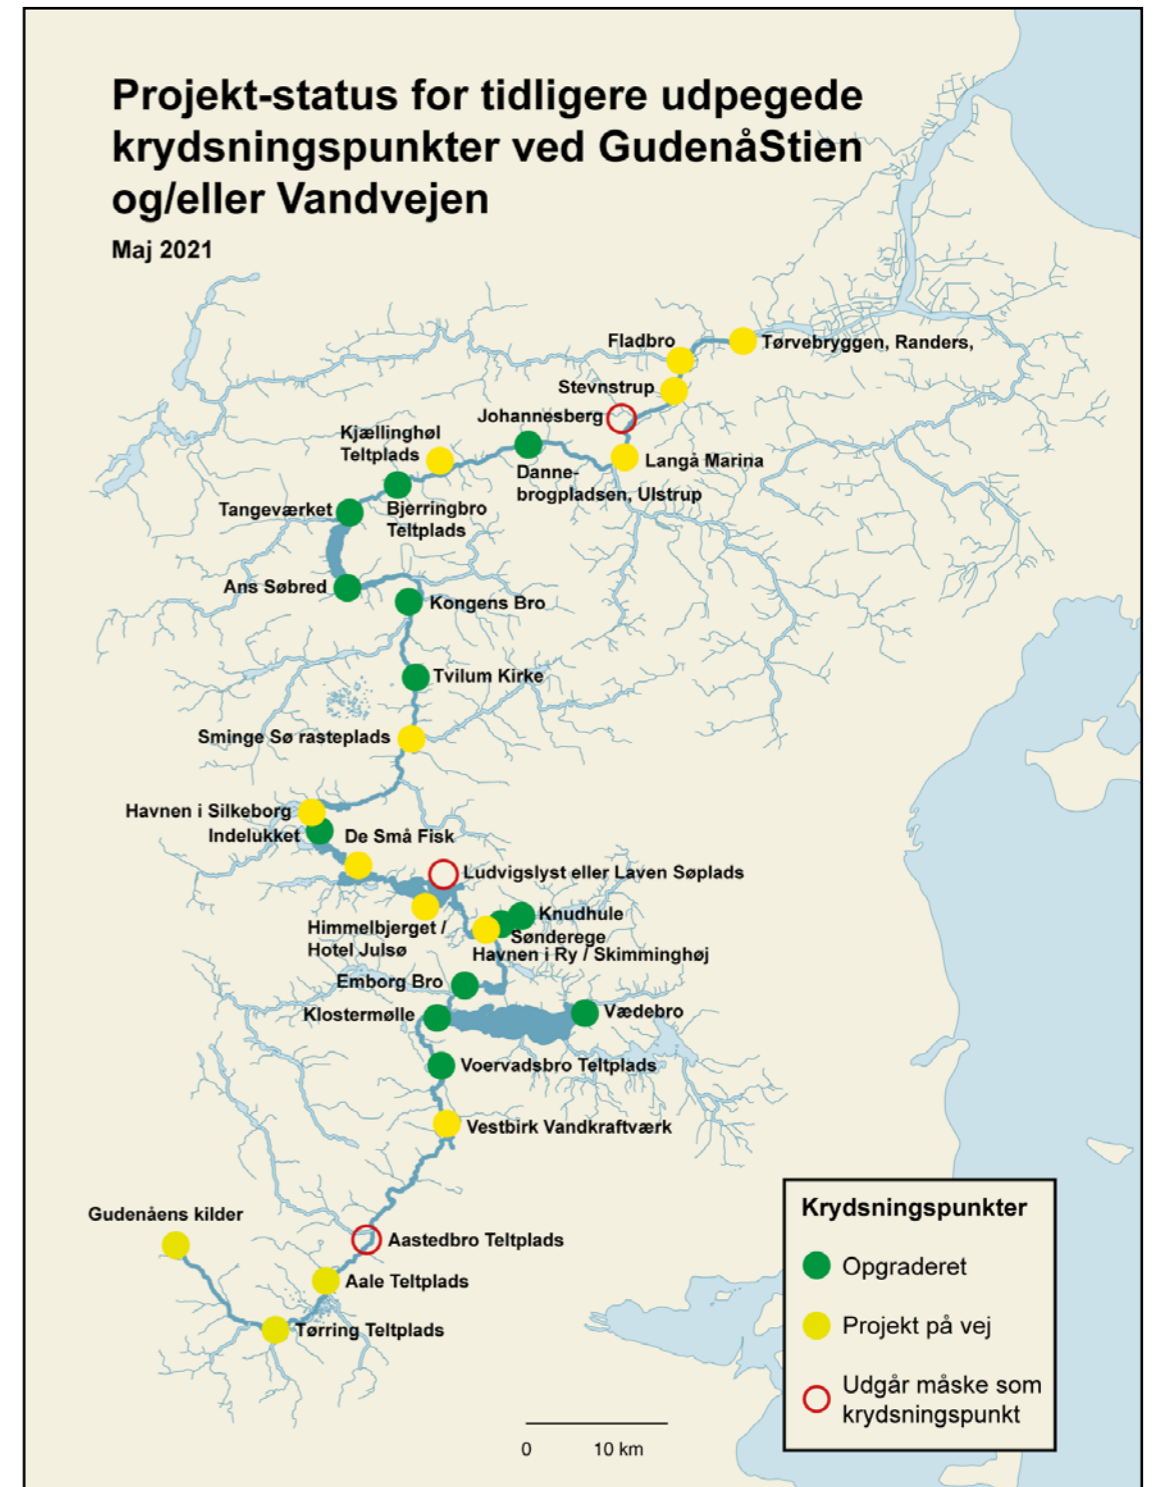 Projekt-status for tidligere udpegede
krydsningspunkter ved GudenåStien
og/eller Vandvejen
Maj 2021
Fladbro
Tørvebryggen, Randers,
Stevnstrup
Johannesberg
Kjællinghøl
Teltplads
Langå Marina
Danne-
brogpladsen, Ulstrup
Tangeværket
Bjerringbro
Teltplads
Ans Søbred
Kongens Bro
Tvilum Kirke
Sminge Sø rasteplads
Havnen i Silkeborg
Indelukket
De Små Fisk
Ludvigslyst eller Laven Søplads
Knudhule
Himmelbjerget /
Hotel Julsø
Sønderege
Havnen i Ry / Skimminghøj
Emborg Bro
Klostermølle
Vædebro
Voervadsbro Teltplads
Vestbirk Vandkraftværk
Gudenåens kilder
Aastedbro Teltplads
Aale Teltplads
Tørring Teltplads
Krydsningspunkter
Opgraderet
Projekt på vej
Udgår måske som
krydsningspunkt
0 10 km